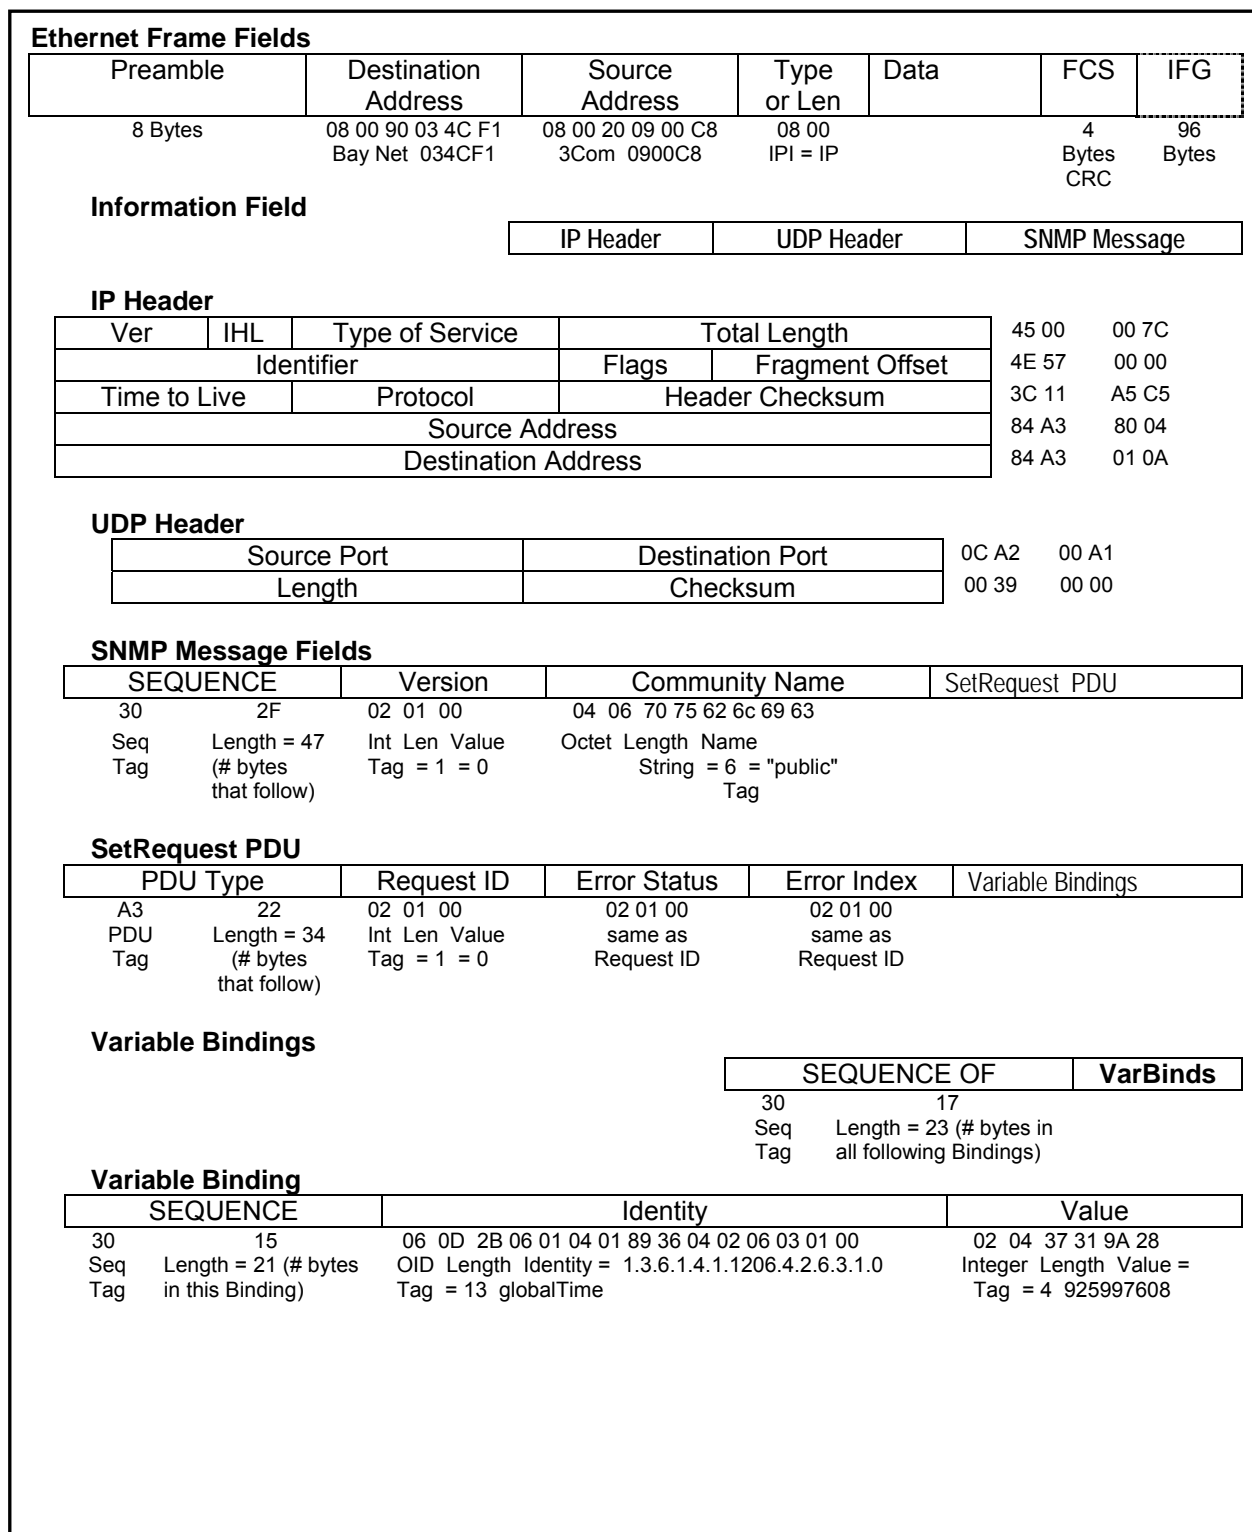 Ethernet Frame Fields
Preamble Destination Address Source Address Type or Len Data FCS IFG
8 Bytes 08 00 90 03 4C F1 08 00 20 09 00 C8 08 00 4 96
Bay Net 034CF1 3Com 0900C8 IPI = IP Bytes Bytes
CRC
Information Field
IP Header UDP Header SNMP Message
IP Header
Ver IHL Type of Service Total Length 45 00 00 7C
Identifier Flags Fragment Offset 4E 57 00 00
Time to Live Protocol Header Checksum 3C 11 A5 C5
Source Address 84 A3 80 04
Destination Address 84 A3 01 0A
UDP Header
Source Port Destination Port 0C A2 00 A1
Length Checksum 00 39 00 00
SNMP Message Fields
SEQUENCE Version Community Name SetRequest PDU
30 2F 02 01 00 04 06 70 75 62 6c 69 63
Seq Length = 47 Int Len Value Octet Length Name
Tag (# bytes Tag = 1 = 0 String = 6 = "public"
that follow) Tag
SetRequest PDU
PDU Type Request ID Error Status Error Index Variable Bindings
A3 22 02 01 00 02 01 00 02 01 00
PDU Length = 34 Int Len Value same as same as
Tag (# bytes Tag = 1 = 0 Request ID Request ID
that follow)
Variable Bindings
SEQUENCE OF VarBinds
30 17
Seq Length = 23 (# bytes in
Tag all following Bindings)
Variable Binding
SEQUENCE Identity Value
30 15 06 0D 2B 06 01 04 01 89 36 04 02 06 03 01 00 02 04 37 31 9A 28
Seq Length = 21 (# bytes OID Length Identity = 1.3.6.1.4.1.1206.4.2.6.3.1.0 Integer Length Value =
Tag in this Binding) Tag = 13 globalTime Tag = 4 925997608